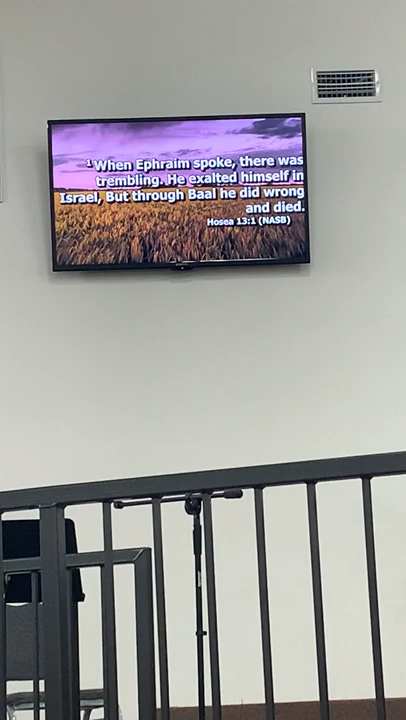 1 When Ephraim spoke, there was
trembling. He exalted himself in
Israel, But through Baal he did wrong
and died.
Hosea 13:1 (NASB)